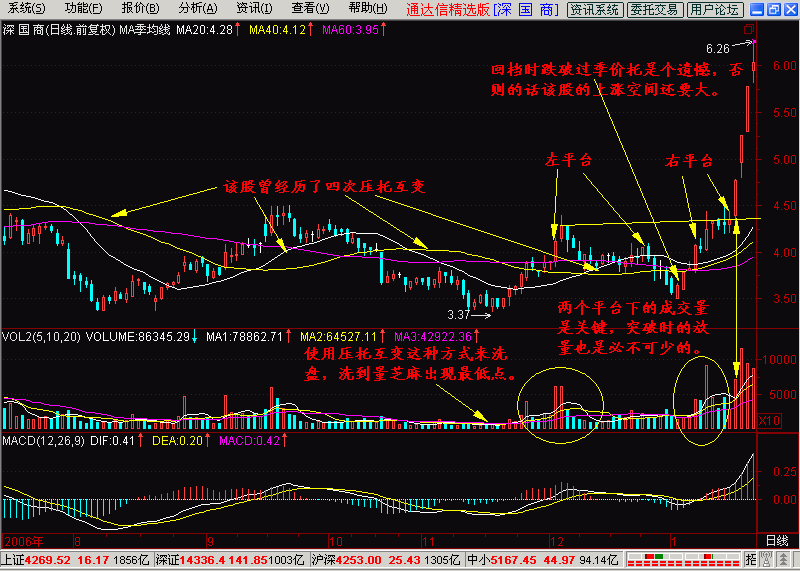 系统(S) 功能(F) 报价(B) 分析(A) 资讯(I) 查看(V) 帮助(H) 通达信精选版[深 国 商] 资讯系统 委托交易 用户论坛
深 国 商(日线.前复权) MA季均线 MA20:4.28↑ MA40:4.12↑ MA60:3.95↑
6.26
6.00
回档时跌破过季价托是个遗憾，否
则的话该股的上涨空间还要大。
5.50
5.00
左平台
右平台
该股曾经历了四次压托互变
4.50
4.00
3.50
3.37
两个平台下的成交量
是关键，突破时的放
量也是必不可少的。
VOL2(5,10,20) VOLUME:86345.29↓ MA1:78862.71↑ MA2:64527.11↑ MA3:42922.36↑
使用压托互变这种方式来洗
盘，洗到量芝麻出现最低点。
10000
5000
X10
MACD(12,26,9) DIF:0.41↑ DEA:0.20↑ MACD:0.42↑
0.25
0.00
2006年 8 9 10 11 12 1 日线
上证4269.52 16.17 1856亿 深证14336.4 141.85 1003亿 沪深4253.00 25.43 1305亿 中小5167.45 44.97 94.14亿 招